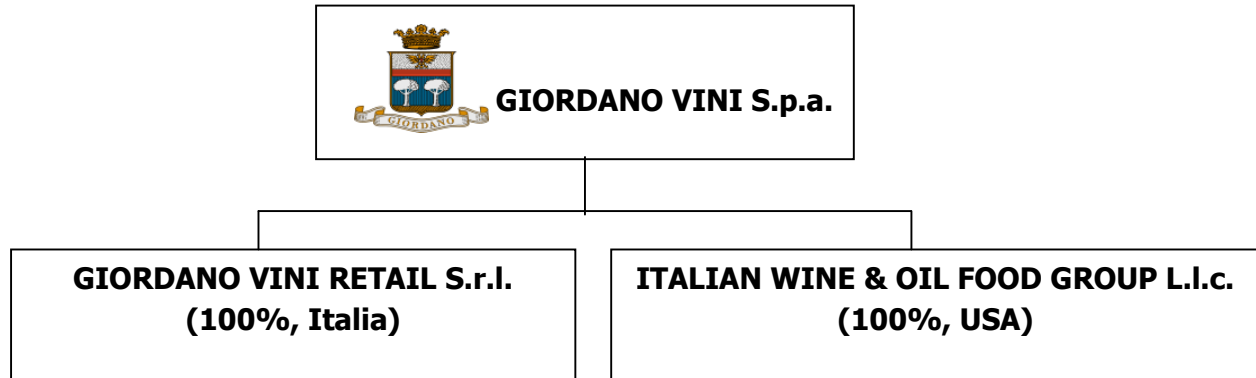 GIORDANO VINI S.p.a.
GIORDANO
GIORDANO VINI RETAIL S.r.l.
(100%, Italia)
ITALIAN WINE & OIL FOOD GROUP L.l.c.
(100%, USA)